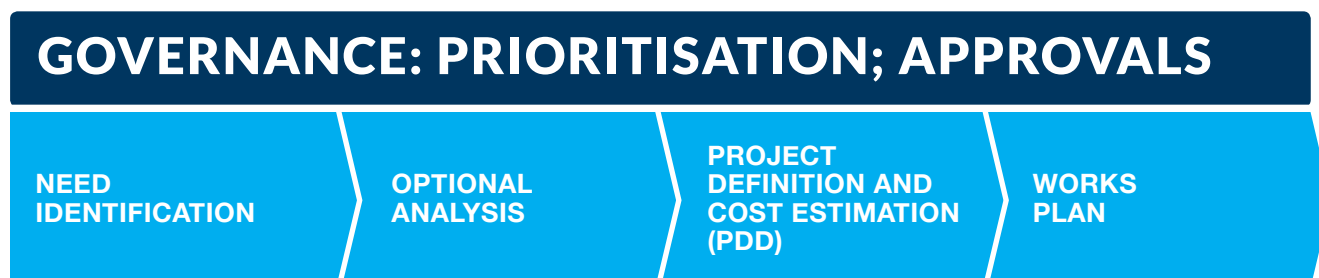 GOVERNANCE: PRIORITISATION; APPROVALS
NEED
IDENTIFICATION
OPTIONAL
ANALYSIS
PROJECT
DEFINITION AND
COST ESTIMATION
(PDD)
WORKS
PLAN